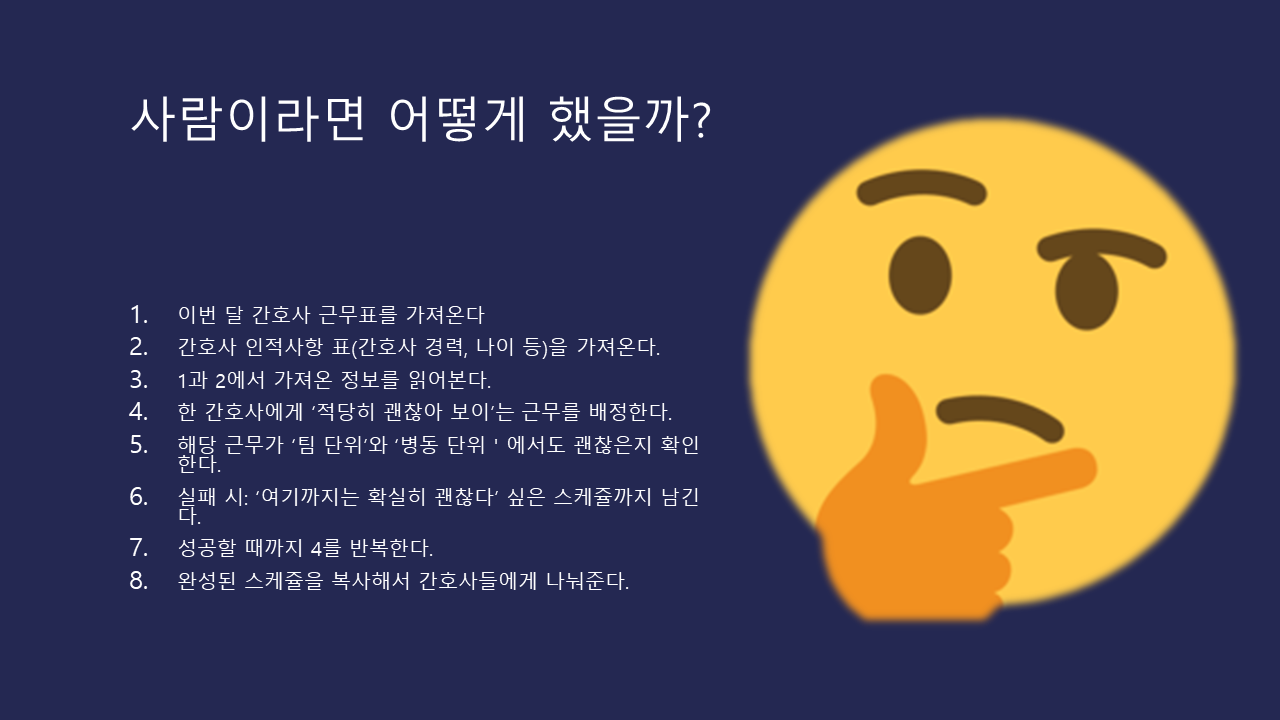 사람이라면 어떻게 했을까?
1. 이번 달 간호사 근무표를 가져온다
2. 간호사 인적사항 표(간호사 경력, 나이 등)을 가져온다.
3. 1과 2에서 가져온 정보를 읽어본다.
4. 한 간호사에게 ‘적당히 괜찮아 보이’는 근무를 배정한다.
5. 해당 근무가 ‘팀 단위’와 ‘병동 단위 ' 에서도 괜찮은지 확인
한다.
6. 실패 시: ‘여기까지는 확실히 괜찮다’ 싶은 스케쥴까지 남긴
다.
7. 성공할 때까지 4를 반복한다.
8. 완성된 스케쥴을 복사해서 간호사들에게 나눠준다.